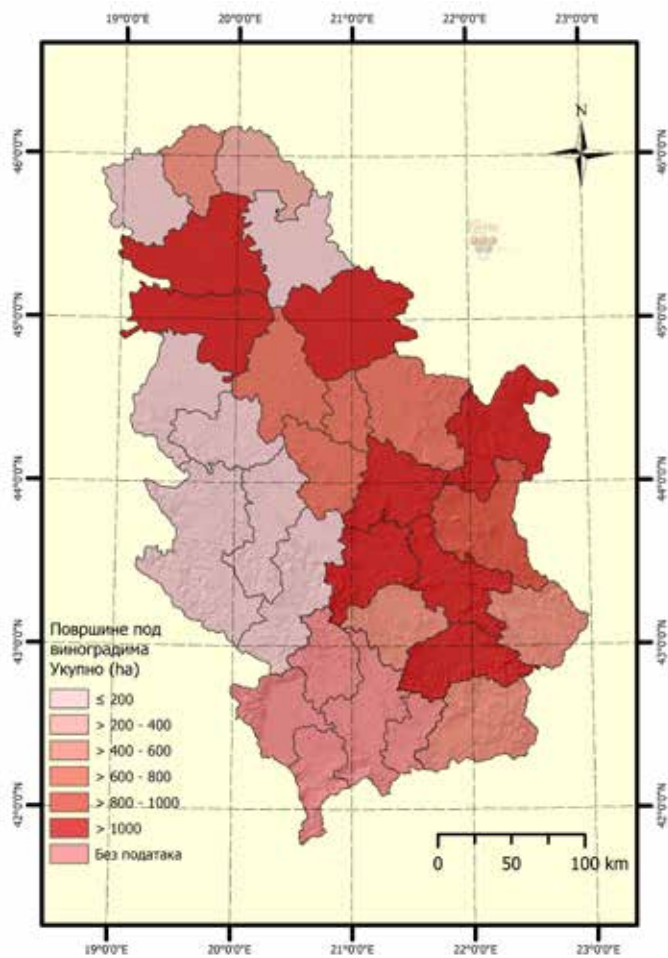 19°0'0"E 20°0'0"E 21°0'0"E 22°0'0"E 23°0'0"E
N
46°0'0"N 46°0'0"N
45°0'0"N 45°0'0"N
44°0'0"N 44°0'0"N
43°0'0"N 43°0'0"N
Површине под
виноградима
Укупно (ha)
≤ 200
> 200 - 400
> 400 - 600
> 600 - 800
> 800 - 1000
> 1000
Без података
42°0'0"N 42°0'0"N
0 50 100 km
19°0'0"E 20°0'0"E 21°0'0"E 22°0'0"E 23°0'0"E